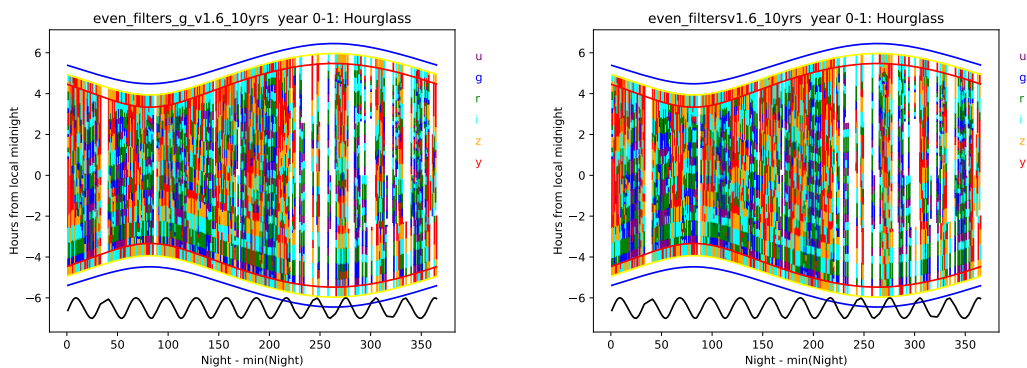 even_filters_g_v1.6_10yrs  year 0-1: Hourglass
Hours from local midnight
6
4
2
0
−2
−4
−6
0 50 100 150 200 250 300 350
Night - min(Night)
u
g
r
i
z
y
even_filtersv1.6_10yrs  year 0-1: Hourglass
Hours from local midnight
6
4
2
0
−2
−4
−6
0 50 100 150 200 250 300 350
Night - min(Night)
u
g
r
i
z
y